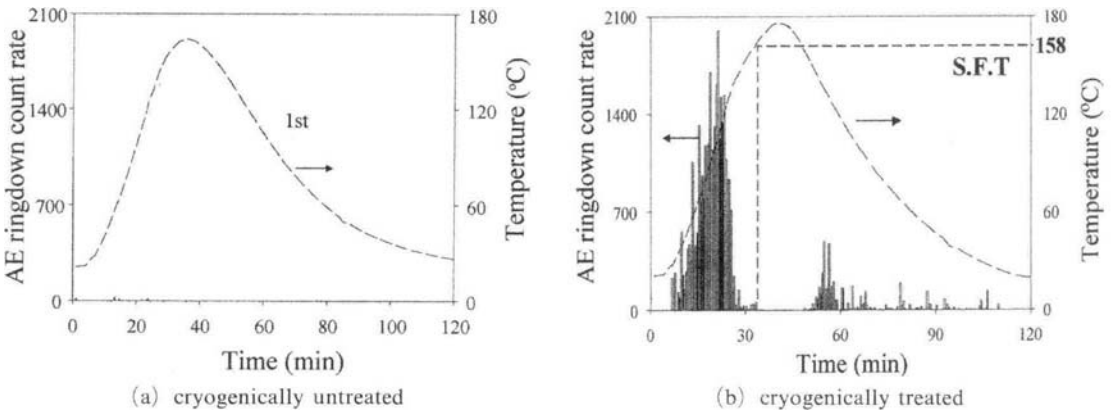 AE ringdown count rate
2100
1400
700
0
180
120
60
0
Temperature (°C)
1st
0 20 40 60 80 100 120
Time (min)
(a) cryogenically untreated
AE ringdown count rate
2100
1400
700
0
180
158
120
60
0
Temperature (°C)
S.F.T
0 30 60 90 120
Time (min)
(b) cryogenically treated